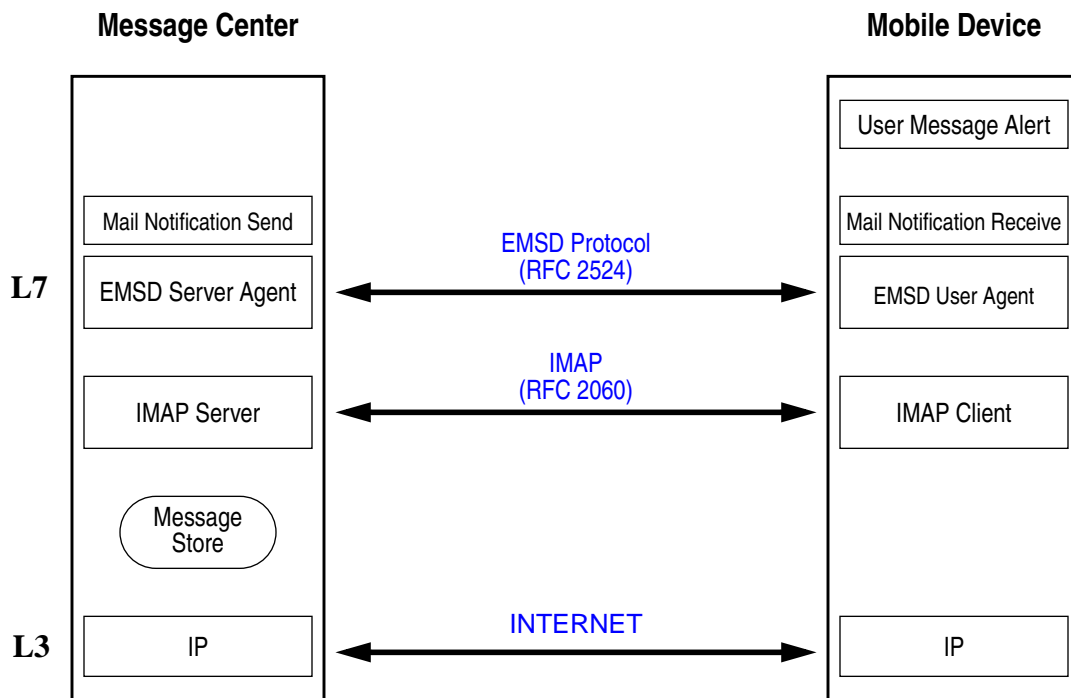 Message Center
Mobile Device
User Message Alert
Mail Notification Send
Mail Notification Receive
EMSD Protocol
(RFC 2524)
L7
EMSD Server Agent
EMSD User Agent
IMAP
(RFC 2060)
IMAP Server
IMAP Client
Message
Store
INTERNET
L3
IP
IP